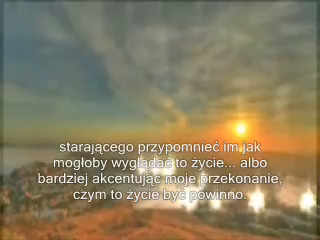 starającego przypomnieć im jak
mogłoby wyglądać to życie... albo
bardziej akcentując moje przekonanie,
czym to życie być powinno.